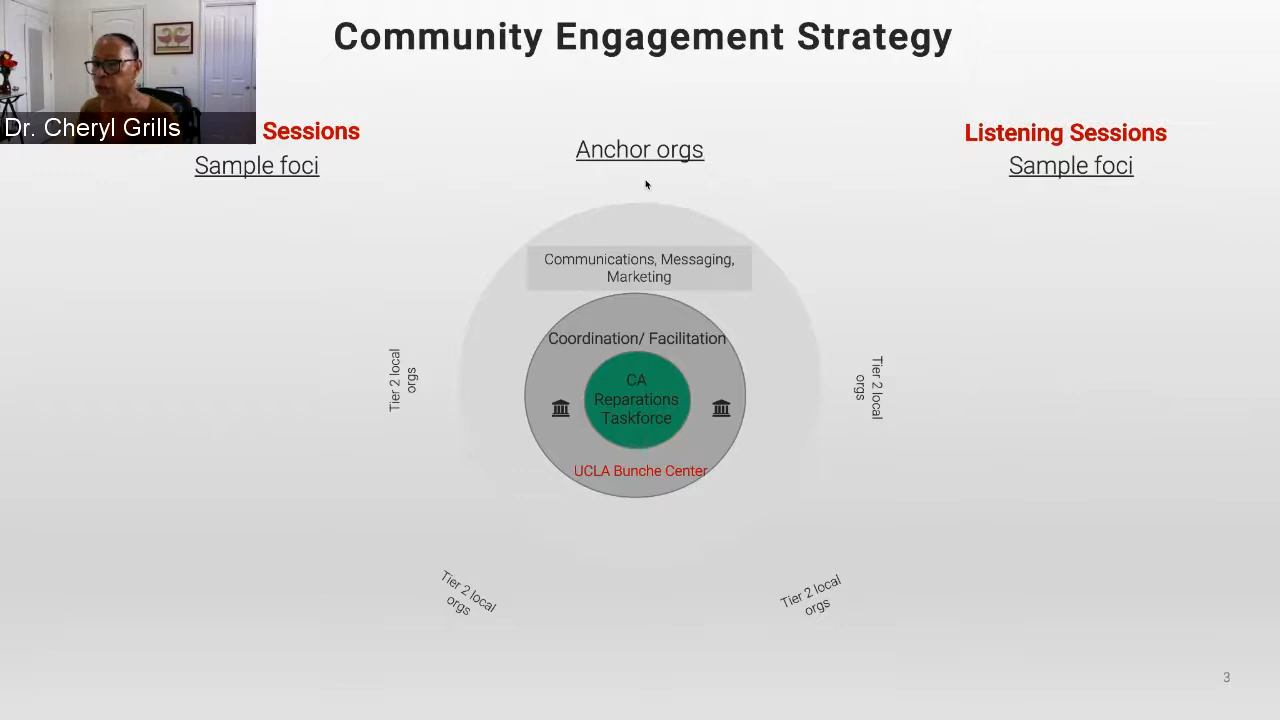 Community Engagement Strategy
Dr. Cheryl Grills
Sessions
Sample foci
Anchor orgs
Listening Sessions
Sample foci
Communications, Messaging,
Marketing
Coordination/ Facilitation
CA
Reparations
Taskforce
UCLA Bunche Center
Tier 2 local
orgs
Tier 2 local
orgs
Tier 2 local
orgs
Tier 2 local
orgs
3